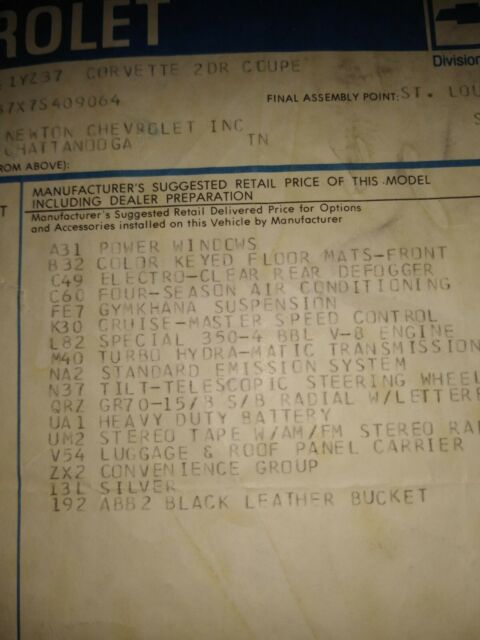 ROLET
Division
1YZ37 CORVETTE 2DR COUPE
37X7S409064
FINAL ASSEMBLY POINT: ST. LOU
NEWTON CHEVROLET INC
CHATTANOOGA TN
ROM ABOVE):
MANUFACTURER'S SUGGESTED RETAIL PRICE OF THIS MODEL
INCLUDING DEALER PREPARATION
Manufacturer's Suggested Retail Delivered Price for Options
and Accessories installed on this Vehicle by Manufacturer
A31 POWER WINDOWS
B32 COLOR KEYED FLOOR MATS-FRONT
C49 ELECTRO-CLEAR REAR DEFOGGER
C60 FOUR-SEASON AIR CONDITIONING
FE7 GYMKHANA SUSPENSION
K30 CRUISE-MASTER SPEED CONTROL
L82 SPECIAL 350-4 BBL V-8 ENGINE
M40 TURBO HYDRA-MATIC TRANSMISSION
NA2 STANDARD EMISSION SYSTEM
N37 TILT-TELESCOPIC STEERING WHEEL
QRZ GR70-15/B S/B RADIAL W/LETTER
UA1 HEAVY DUTY BATTERY
UM2 STEREO TAPE W/AM/FM STEREO RA
V54 LUGGAGE & ROOF PANEL CARRIER
ZX2 CONVENIENCE GROUP
13L SILVER
192 ABB2 BLACK LEATHER BUCKET